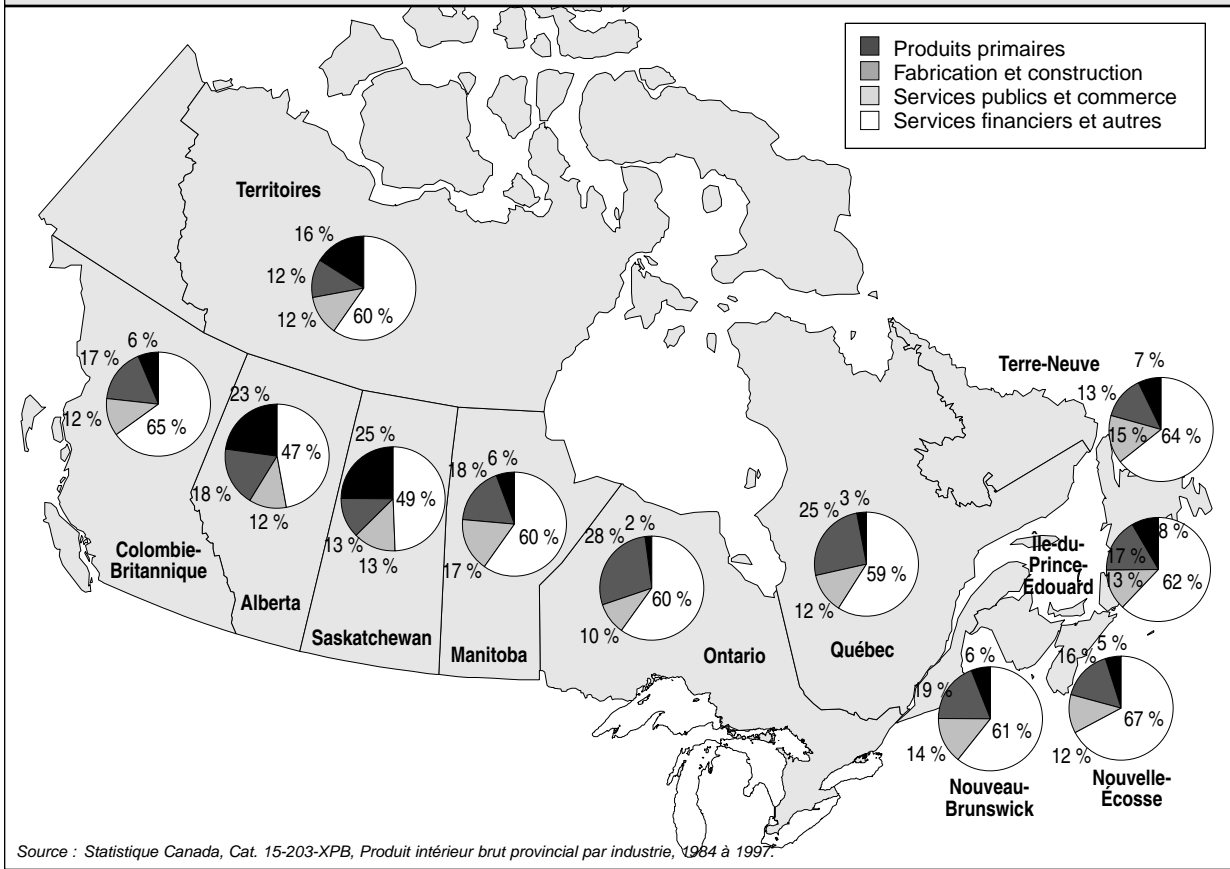 Produits primaires
Fabrication et construction
Services publics et commerce
Services financiers et autres
Territoires
16 %
12 %
12 %
60 %
Colombie-
Britannique
6 %
17 %
12 %
65 %
Alberta
23 %
18 %
12 %
47 %
Saskatchewan
25 %
13 %
13 %
49 %
Manitoba
6 %
18 %
17 %
60 %
Ontario
2 %
28 %
10 %
60 %
Québec
3 %
25 %
12 %
59 %
Terre-Neuve
7 %
13 %
15 %
64 %
Île-du-
Prince-
Édouard
8 %
17 %
13 %
62 %
Nouveau-
Brunswick
6 %
19 %
14 %
61 %
Nouvelle-
Écosse
5 %
16 %
12 %
67 %
Source : Statistique Canada, Cat. 15-203-XPB, Produit intérieur brut provincial par industrie, 1984 à 1997.